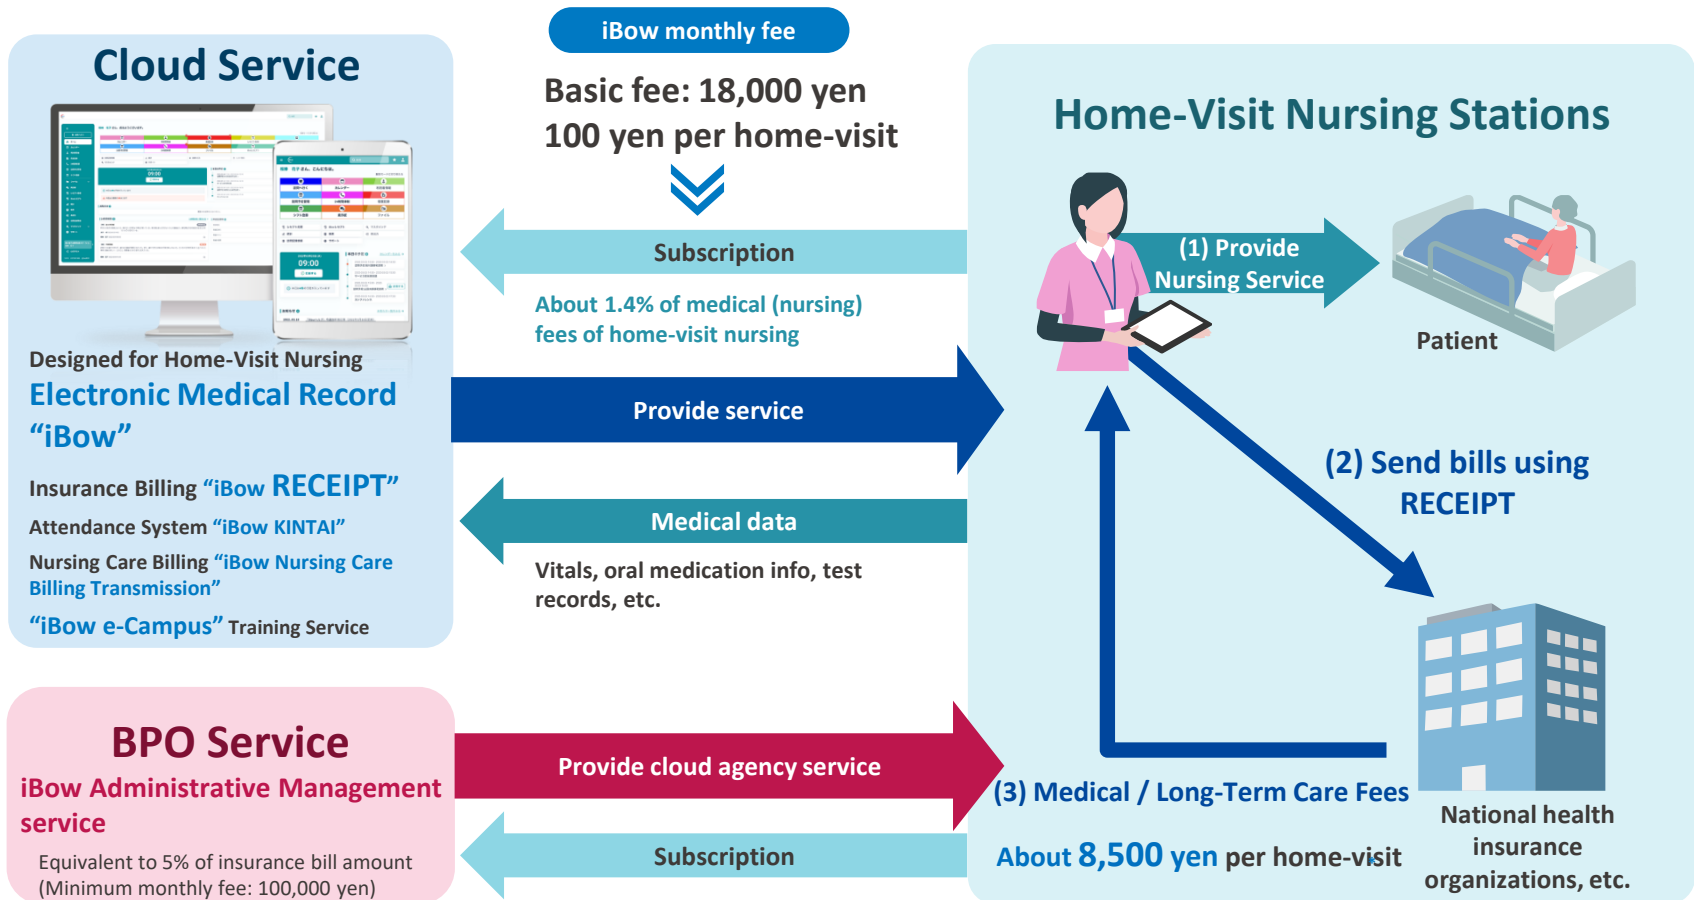 iBow monthly fee
Basic fee: 18,000 yen
100 yen per home-visit
Cloud Service
09:00
09:00
Designed for Home-Visit Nursing
Electronic Medical Record
“iBow”
Insurance Billing “iBow RECEIPT”
Attendance System “iBow KINTAI”
Nursing Care Billing “iBow Nursing Care
Billing Transmission”
“iBow e-Campus” Training Service
Subscription
About 1.4% of medical (nursing)
fees of home-visit nursing
Provide service
Medical data
Vitals, oral medication info, test
records, etc.
Home-Visit Nursing Stations
(1) Provide
Nursing Service
Patient
(2) Send bills using
RECEIPT
(3) Medical / Long-Term Care Fees
About 8,500 yen per home-visit
National health
insurance
organizations, etc.
BPO Service
iBow Administrative Management
service
Equivalent to 5% of insurance bill amount
(Minimum monthly fee: 100,000 yen)
Provide cloud agency service
Subscription